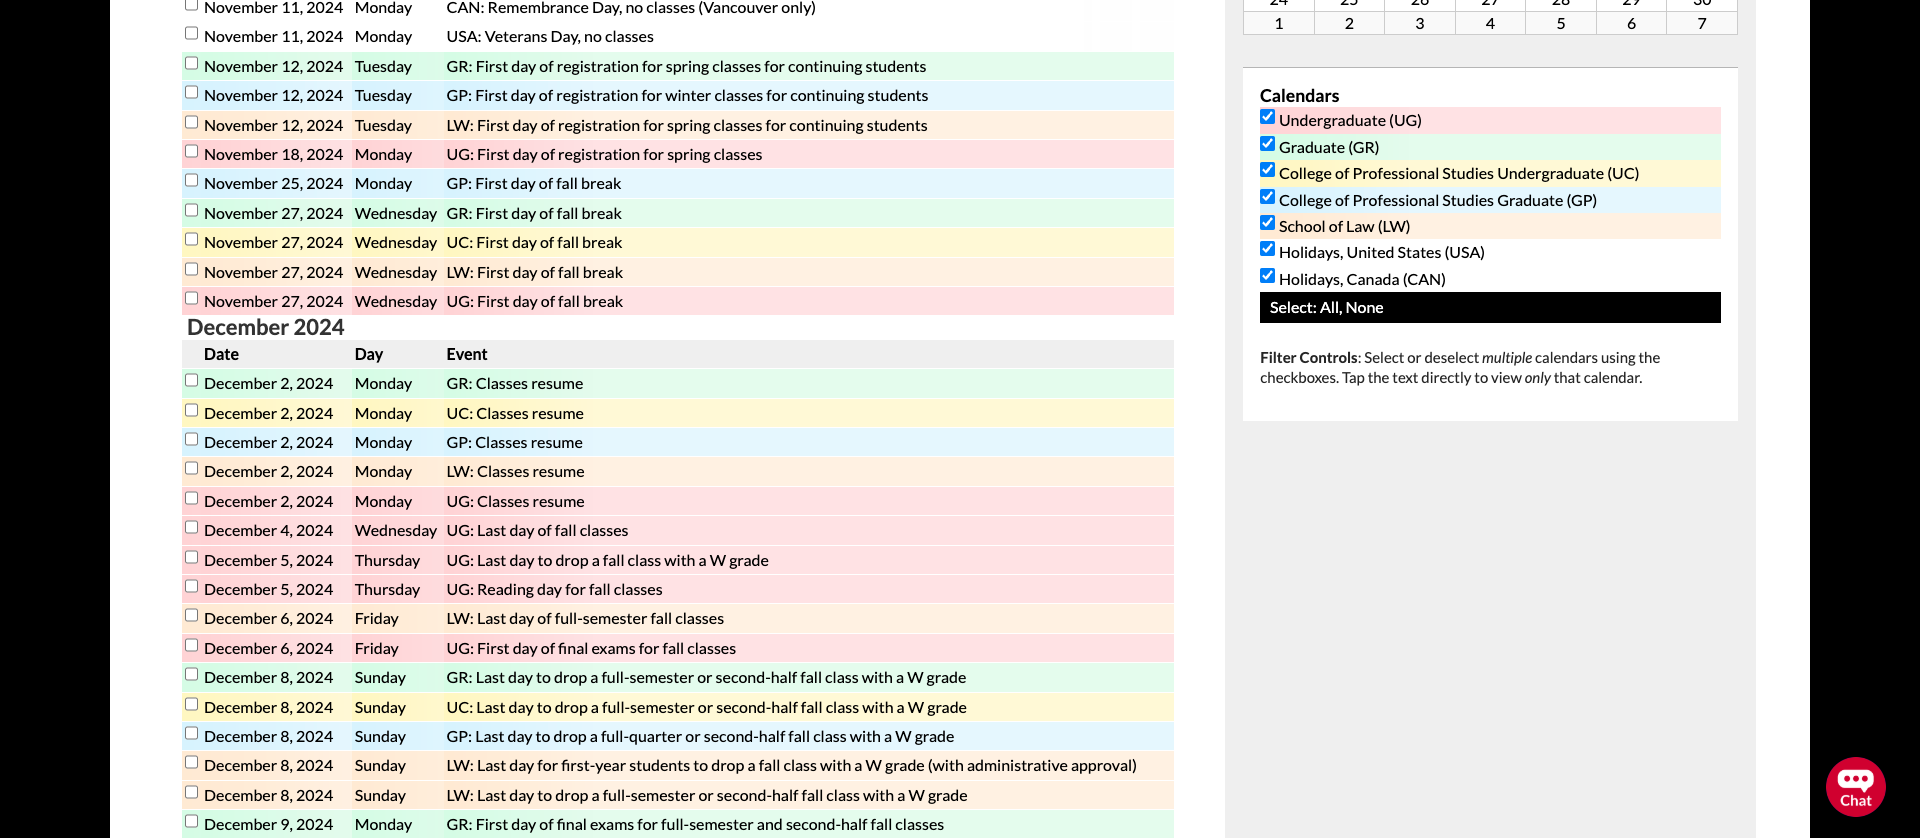 November 11, 2024 Monday CAN: Remembrance Day, no classes (Vancouver only)
November 11, 2024 Monday USA: Veterans Day, no classes
November 12, 2024 Tuesday GR: First day of registration for spring classes for continuing students
November 12, 2024 Tuesday GP: First day of registration for winter classes for continuing students
November 12, 2024 Tuesday LW: First day of registration for spring classes for continuing students
November 18, 2024 Monday UG: First day of registration for spring classes
November 25, 2024 Monday GP: First day of fall break
November 27, 2024 Wednesday GR: First day of fall break
November 27, 2024 Wednesday UC: First day of fall break
November 27, 2024 Wednesday LW: First day of fall break
November 27, 2024 Wednesday UG: First day of fall break
December 2024
Date Day Event
December 2, 2024 Monday GR: Classes resume
December 2, 2024 Monday UC: Classes resume
December 2, 2024 Monday GP: Classes resume
December 2, 2024 Monday LW: Classes resume
December 2, 2024 Monday UG: Classes resume
December 4, 2024 Wednesday UG: Last day of fall classes
December 5, 2024 Thursday UG: Last day to drop a fall class with a W grade
December 5, 2024 Thursday UG: Reading day for fall classes
December 6, 2024 Friday LW: Last day of full-semester fall classes
December 6, 2024 Friday UG: First day of final exams for fall classes
December 8, 2024 Sunday GR: Last day to drop a full-semester or second-half fall class with a W grade
December 8, 2024 Sunday UC: Last day to drop a full-semester or second-half fall class with a W grade
December 8, 2024 Sunday GP: Last day to drop a full-quarter or second-half fall class with a W grade
December 8, 2024 Sunday LW: Last day for first-year students to drop a fall class with a W grade (with administrative approval)
December 8, 2024 Sunday LW: Last day to drop a full-semester or second-half fall class with a W grade
December 9, 2024 Monday GR: First day of final exams for full-semester and second-half fall classes
24 25 26 27 28 29 30
1 2 3 4 5 6 7
Calendars
Undergraduate (UG)
Graduate (GR)
College of Professional Studies Undergraduate (UC)
College of Professional Studies Graduate (GP)
School of Law (LW)
Holidays, United States (USA)
Holidays, Canada (CAN)
Select: All, None
Filter Controls: Select or deselect multiple calendars using the
checkboxes. Tap the text directly to view only that calendar.
Chat